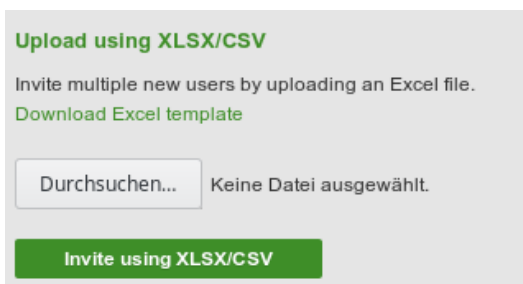 Upload using XLSX/CSV
Invite multiple new users by uploading an Excel file.
Download Excel template
Durchsuchen... Keine Datei ausgewählt.
Invite using XLSX/CSV